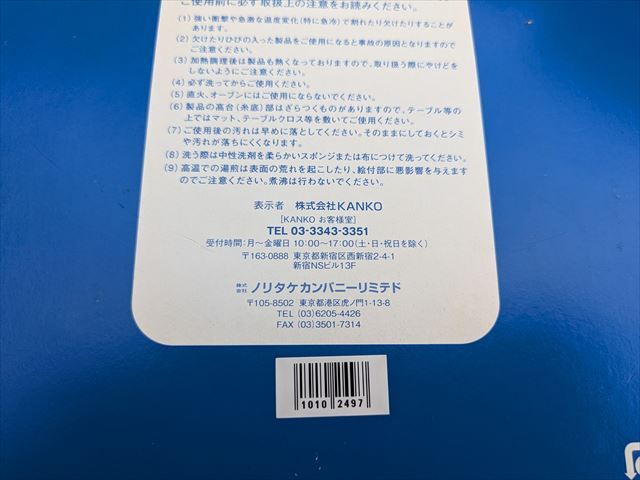 使用前に必ず取扱上の注意をお読みください。
(1) 強い衝撃や急激な温度変化(特に急冷)で割れたり欠けたりすることが
あります。
(2) 欠けたりひびの入った製品をご使用になると事故の原因となりますので
ご注意ください。
(3) 加熱調理後は製品も熱くなっておりますので、取り扱う際にやけどを
しないようにご注意ください。
(4) 必ず洗ってからご使用ください。
(5) 直火、オーブンにはご使用にならないでください。
(6) 製品の高台(糸底)部はざらつくものがありますので、テーブル等の
上ではマット、テーブルクロス等を敷いてご使用ください。
(7) ご使用後の汚れは早めに落としてください。そのままにしておくとシミ
や汚れが落ちにくくなります。
(8) 洗う際は中性洗剤を柔らかいスポンジまたは布につけて洗ってください。
(9) 高温での湯煎は表面の荒れを起こしたり、絵付部に悪影響を与えます
のでご注意ください。煮沸は行わないでください。
表示者 株式会社KANKO
[KANKO お客様室]
TEL 03-3343-3351
受付時間:月~金曜日 10:00~17:00(土・日・祝日を除く)
〒163-0888 東京都新宿区西新宿2-4-1
新宿NSビル13F
株式会社 ノリタケカンパニーリミテド
〒105-8502 東京都港区虎ノ門1-13-8
TEL (03)6205-4426
FAX (03)3501-7314
1010 2497